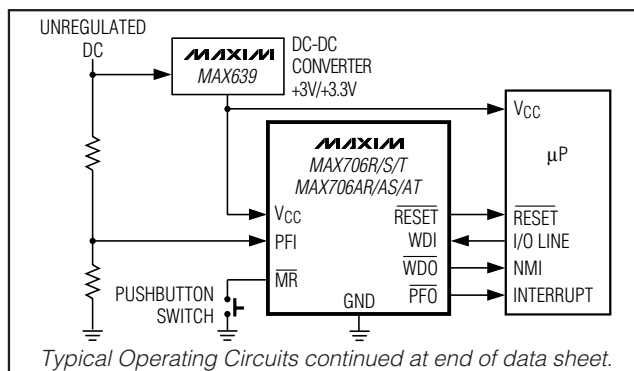 UNREGULATED
DC
MAXIM
MAX639
DC-DC
CONVERTER
+3V/+3.3V
VCC
μP
MAXIM
MAX706R/S/T
MAX706AR/AS/AT
VCC
RESET
RESET
PFI
WDI
I/O LINE
MR
WDO
NMI
PUSHBUTTON
SWITCH
GND
PFO
INTERRUPT
Typical Operating Circuits continued at end of data sheet.